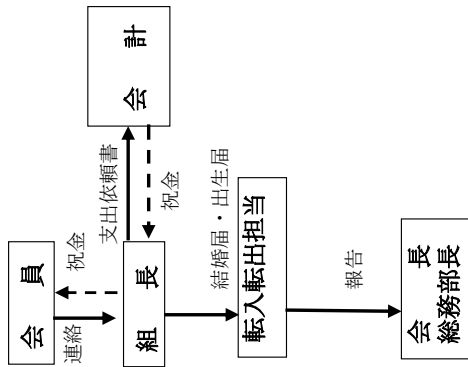 会　員
連絡
祝金
組　長
支出依頼書
祝金
会　計
結婚届・出生届
転入転出担当
報告
会　　長
総務部長